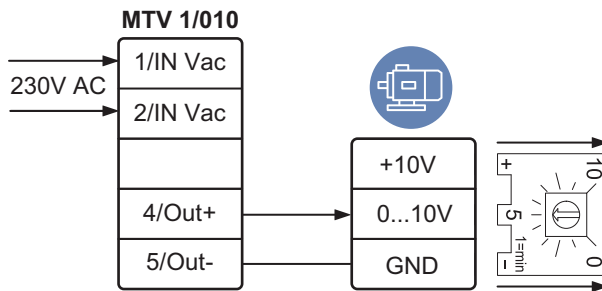 MTV 1/010
1/IN Vac
230V AC
2/IN Vac
+10V
4/Out+
0...10V
5/Out-
GND
+
10
5
1=min
-
0